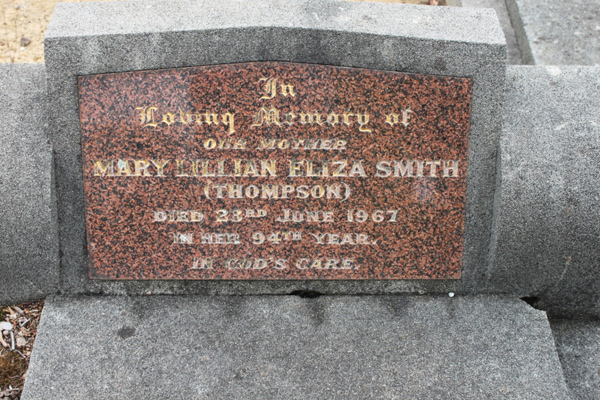 In
Loving Memory of
OUR MOTHER
MARY LILLIAN ELIZA SMITH
(THOMPSON)
DIED 23RD JUNE 1967
IN HER 94TH YEAR.
IN GOD'S CARE.